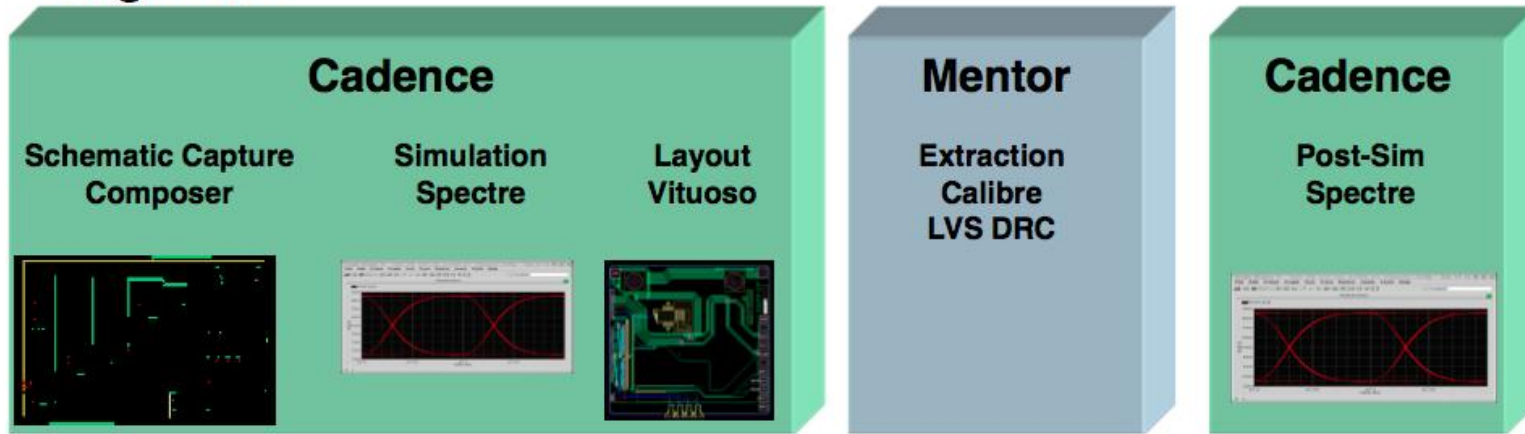 Cadence
Schematic Capture
Composer
Simulation
Spectre
Layout
Vituoso
Mentor
Extraction
Calibre
LVS DRC
Cadence
Post-Sim
Spectre